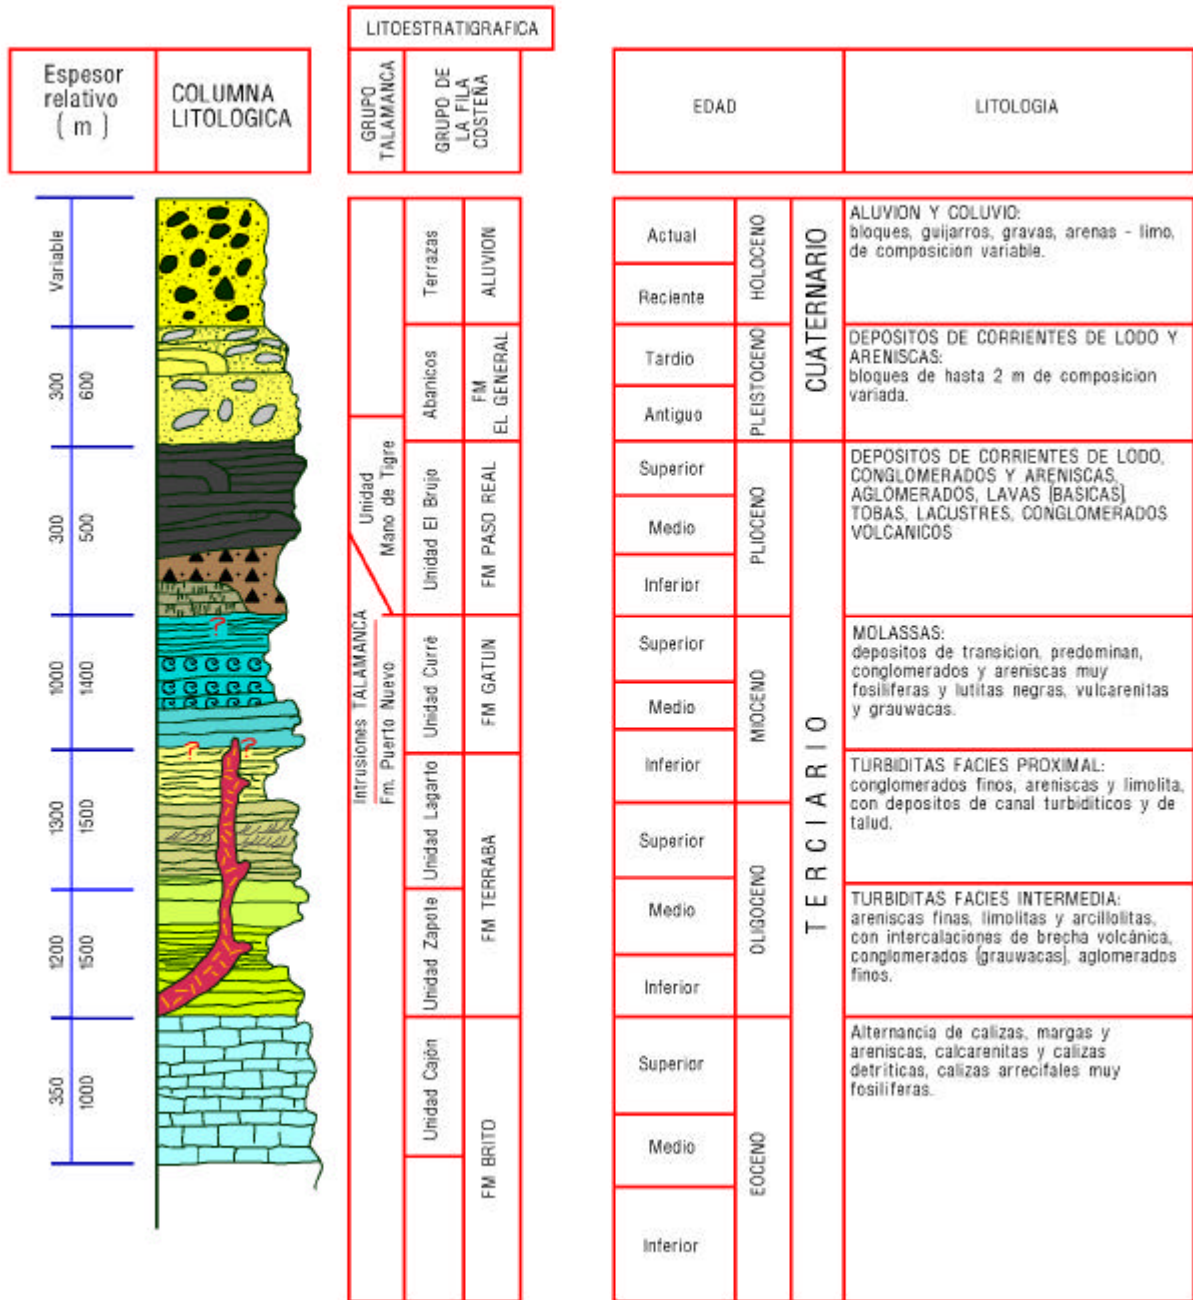 LITOESTRATIGRAFICA
Espesor
relativo
( m )
COLUMNA
LITOLOGICA
GRUPO
TALAMANCA
GRUPO DE
LA FILA
COSTEÑA
EDAD
LITOLOGIA
Variable
300
600
300
500
1000
1400
1300
1500
1200
1500
350
1000
?
?
?
Unidad
Mano de Tigre
Intrusiones TALAMANCA
Fm. Puerto Nuevo
Terrazas
Abanicos
Unidad El Brujo
Unidad Currè
Unidad Lagarto
Unidad Zapote
Unidad Cajón
ALUVION
FM
EL GENERAL
FM PASO REAL
FM GATUN
FM TERRABA
FM BRITO
Actual
Reciente
Tardio
Antiguo
Superior
Medio
Inferior
Superior
Medio
Inferior
Superior
Medio
Inferior
Superior
Medio
Inferior
HOLOCENO
PLEISTOCENO
PLIOCENO
MIOCENO
OLIGOCENO
EOCENO
CUATERNARIO
TERCIARIO
ALUVION Y COLUVIO:
bloques, guijarros, gravas, arenas - limo,
de composicion variable.
DEPOSITOS DE CORRIENTES DE LODO Y
ARENISCAS:
bloques de hasta 2 m de composicion
variada.
DEPOSITOS DE CORRIENTES DE LODO,
CONGLOMERADOS Y ARENISCAS,
AGLOMERADOS, LAVAS (BASICAS),
TOBAS, LACUSTRES, CONGLOMERADOS
VOLCANICOS
MOLASSAS:
depositos de transicion, predominan,
conglomerados y areniscas muy
fosiliferas y lutitas negras, vulcarenitas
y grauwacas.
TURBIDITAS FACIES PROXIMAL:
conglomerados finos, areniscas y limolita,
con depositos de canal turbiditicos y de
talud.
TURBIDITAS FACIES INTERMEDIA:
areniscas finas, limolitas y arcillolitas,
con intercalaciones de brecha volcánica,
conglomerados (grauwacas), aglomerados
finos.
Alternancia de calizas, margas y
areniscas, calcarenitas y calizas
detriticas, calizas arrecifales muy
fosiliferas.